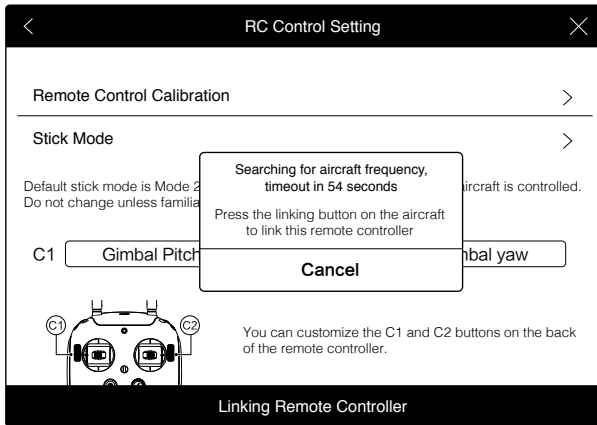 RC Control Setting
Remote Control Calibration
Stick Mode
Searching for aircraft frequency,
timeout in 54 seconds
Press the linking button on the aircraft
to link this remote controller
Cancel
Default stick mode is Mode 2 ircraft is controlled.
Do not change unless familia
C1 Gimbal Pitch bal yaw
C1 C2
You can customize the C1 and C2 buttons on the back
of the remote controller.
Linking Remote Controller